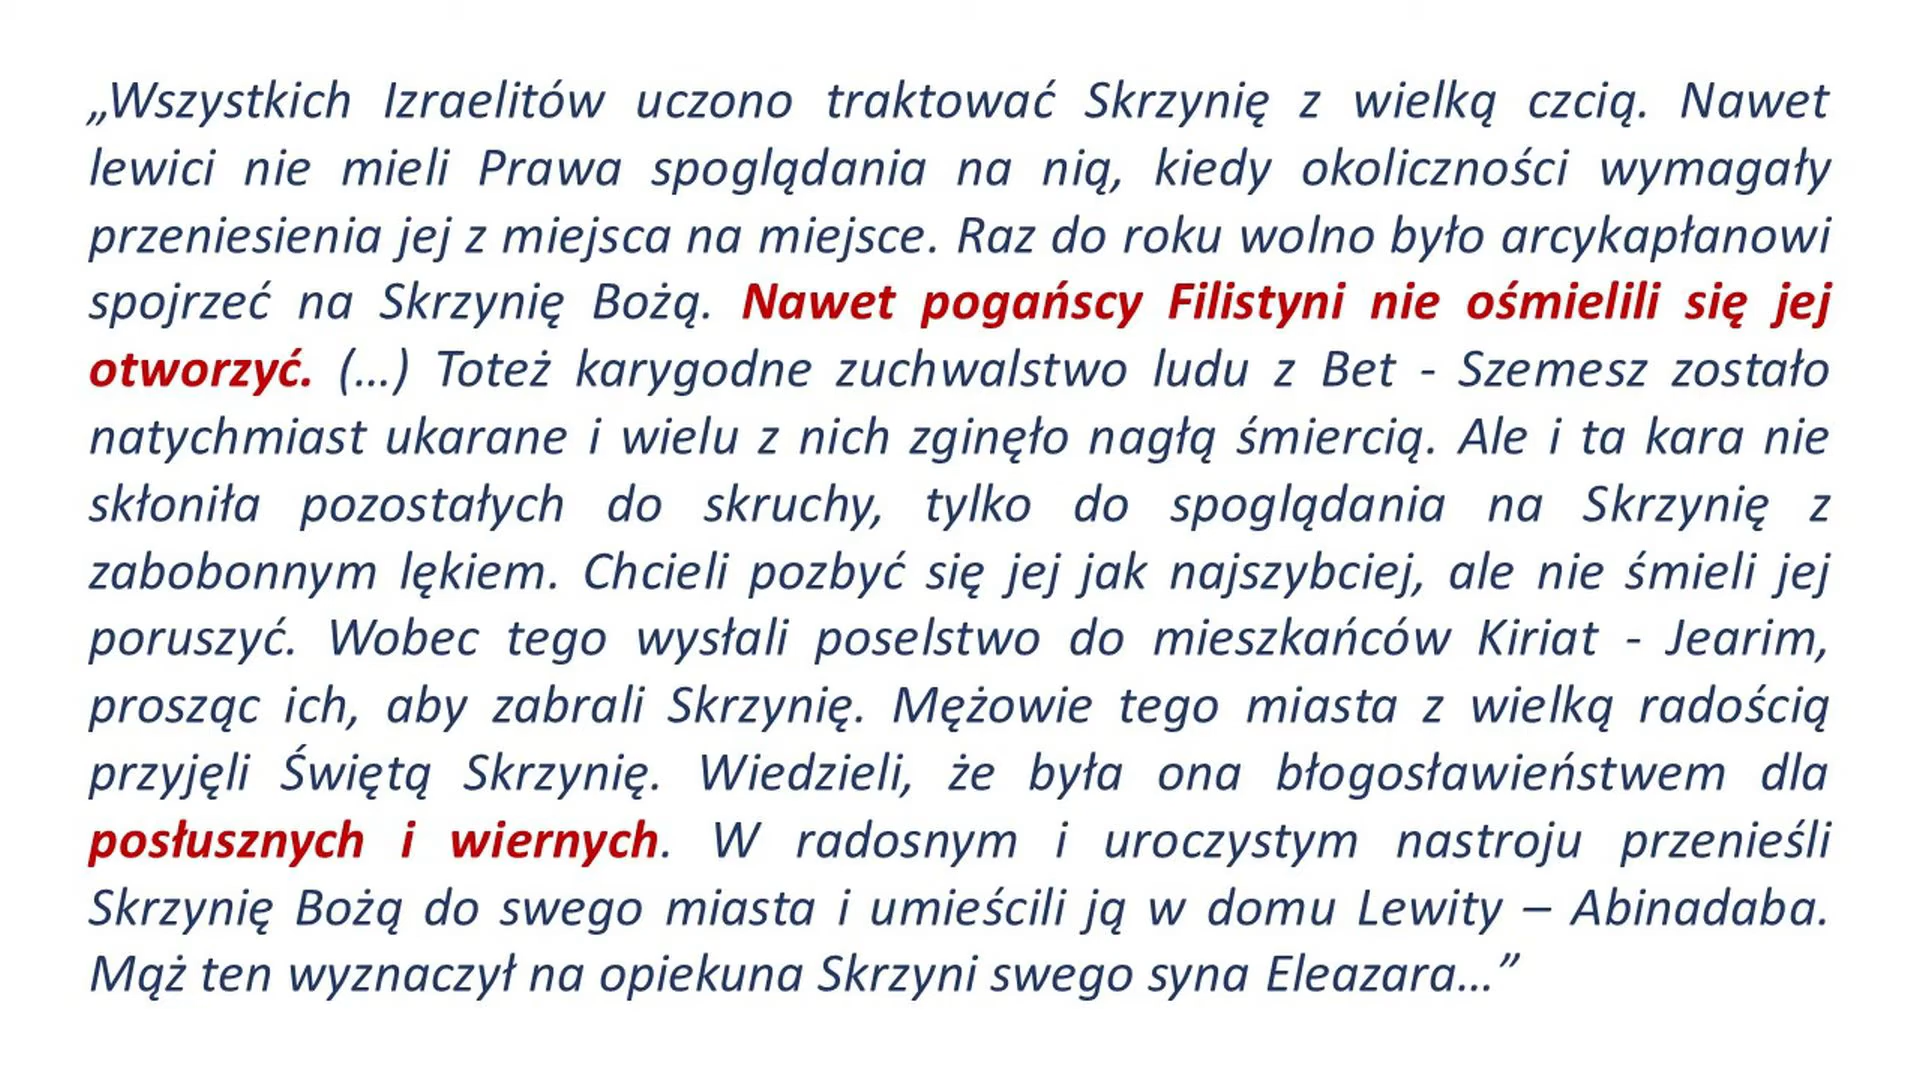 „Wszystkich Izraelitów uczono traktować Skrzynię z wielką czcią. Nawet
lewici nie mieli Prawa spoglądania na nią, kiedy okoliczności wymagały
przeniesienia jej z miejsca na miejsce. Raz do roku wolno było arcykapłanowi
spojrzeć na Skrzynię Bożą. Nawet pogańscy Filistyni nie ośmielili się jej
otworzyć. (…) Toteż karygodne zuchwalstwo ludu z Bet - Szemesz zostało
natychmiast ukarane i wielu z nich zginęło nagłą śmiercią. Ale i ta kara nie
skłoniła pozostałych do skruchy, tylko do spoglądania na Skrzynię z
zabobonnym lękiem. Chcieli pozbyć się jej jak najszybciej, ale nie śmieli jej
poruszyć. Wobec tego wysłali poselstwo do mieszkańców Kiriat - Jearim,
prosząc ich, aby zabrali Skrzynię. Mężowie tego miasta z wielką radością
przyjęli Świętą Skrzynię. Wiedzieli, że była ona błogosławieństwem dla
posłusznych i wiernych. W radosnym i uroczystym nastroju przenieśli
Skrzynię Bożą do swego miasta i umieścili ją w domu Lewity – Abinadaba.
Mąż ten wyznaczył na opiekuna Skrzyni swego syna Eleazara…”